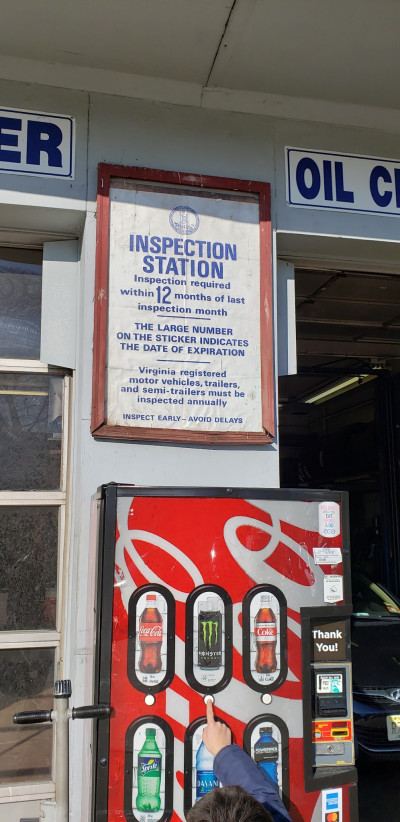 ER
OIL C
INSPECTION
STATION
Inspection required
within 12 months of last
inspection month
THE LARGE NUMBER
ON THE STICKER INDICATES
THE DATE OF EXPIRATION
Virginia registered
motor vehicles, trailers,
and semi-trailers must be
inspected annually
INSPECT EARLY – AVOID DELAYS
Coca-Cola
MONSTER
Coke
Thank
You!
Sprite
DASANI
POWERADE